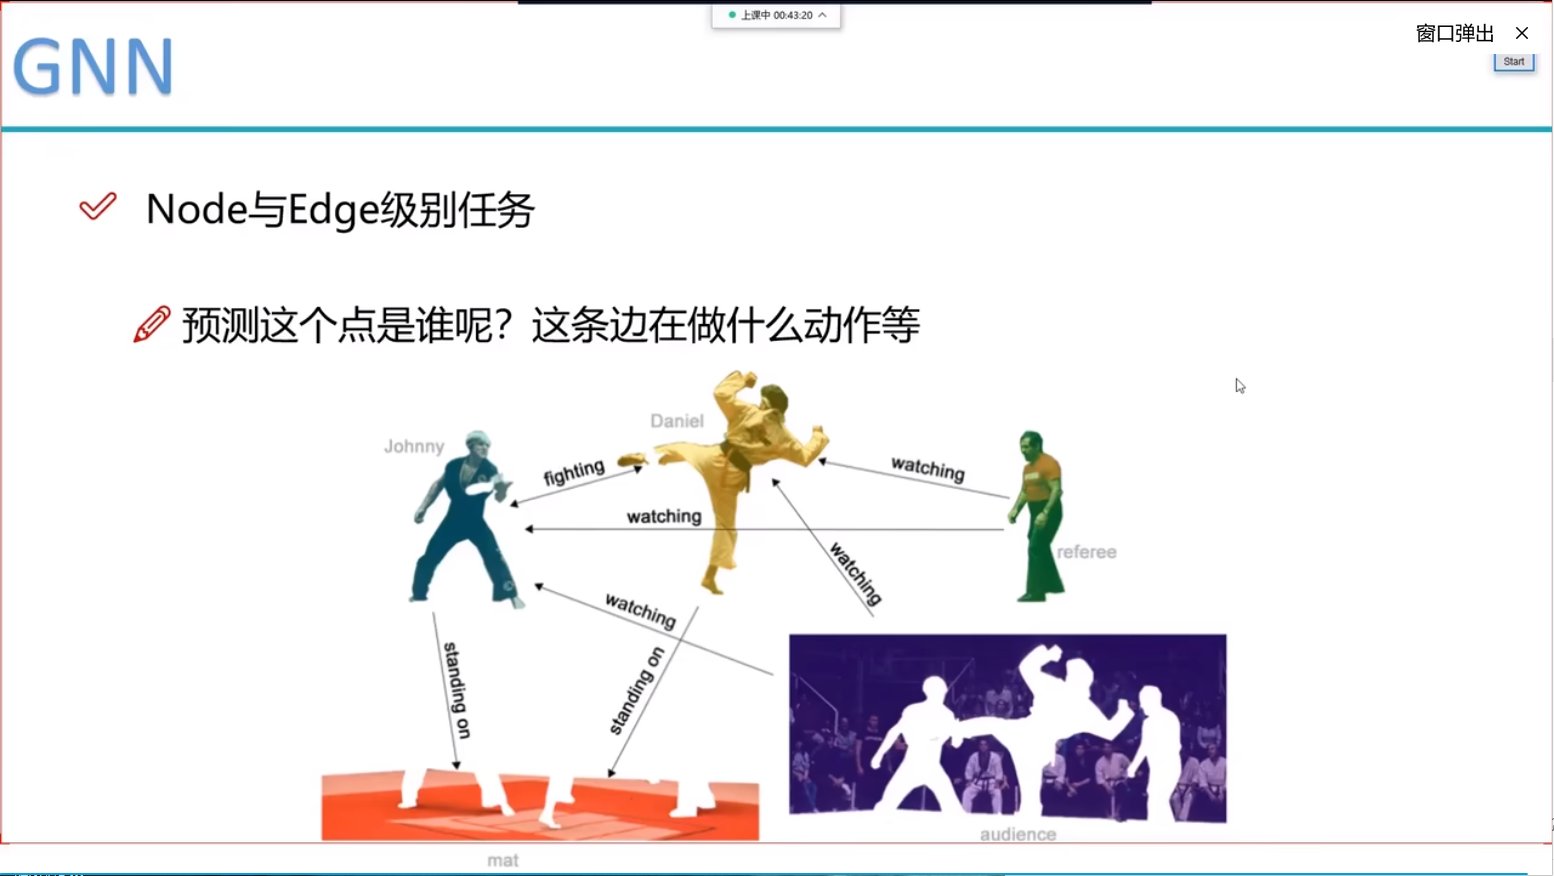 上课中 00:43:20
窗口弹出
GNN
Start
Node与Edge级别任务
预测这个点是谁呢？这条边在做什么动作等
Daniel
Johnny
fighting
watching
watching
referee
watching
watching
standing on
standing on
audience
mat